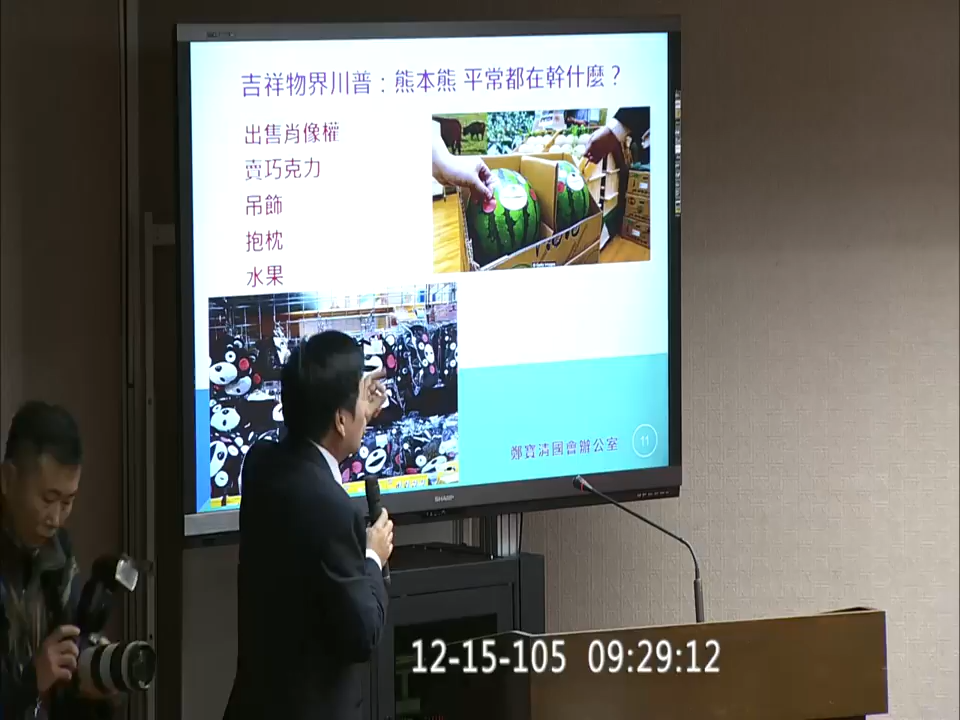 吉祥物界川普：熊本熊 平常都在幹什麼？
出售肖像權
賣巧克力
吊飾
抱枕
水果
鄭寶清國會辦公室 11
SHARP
12-15-105 09:29:12